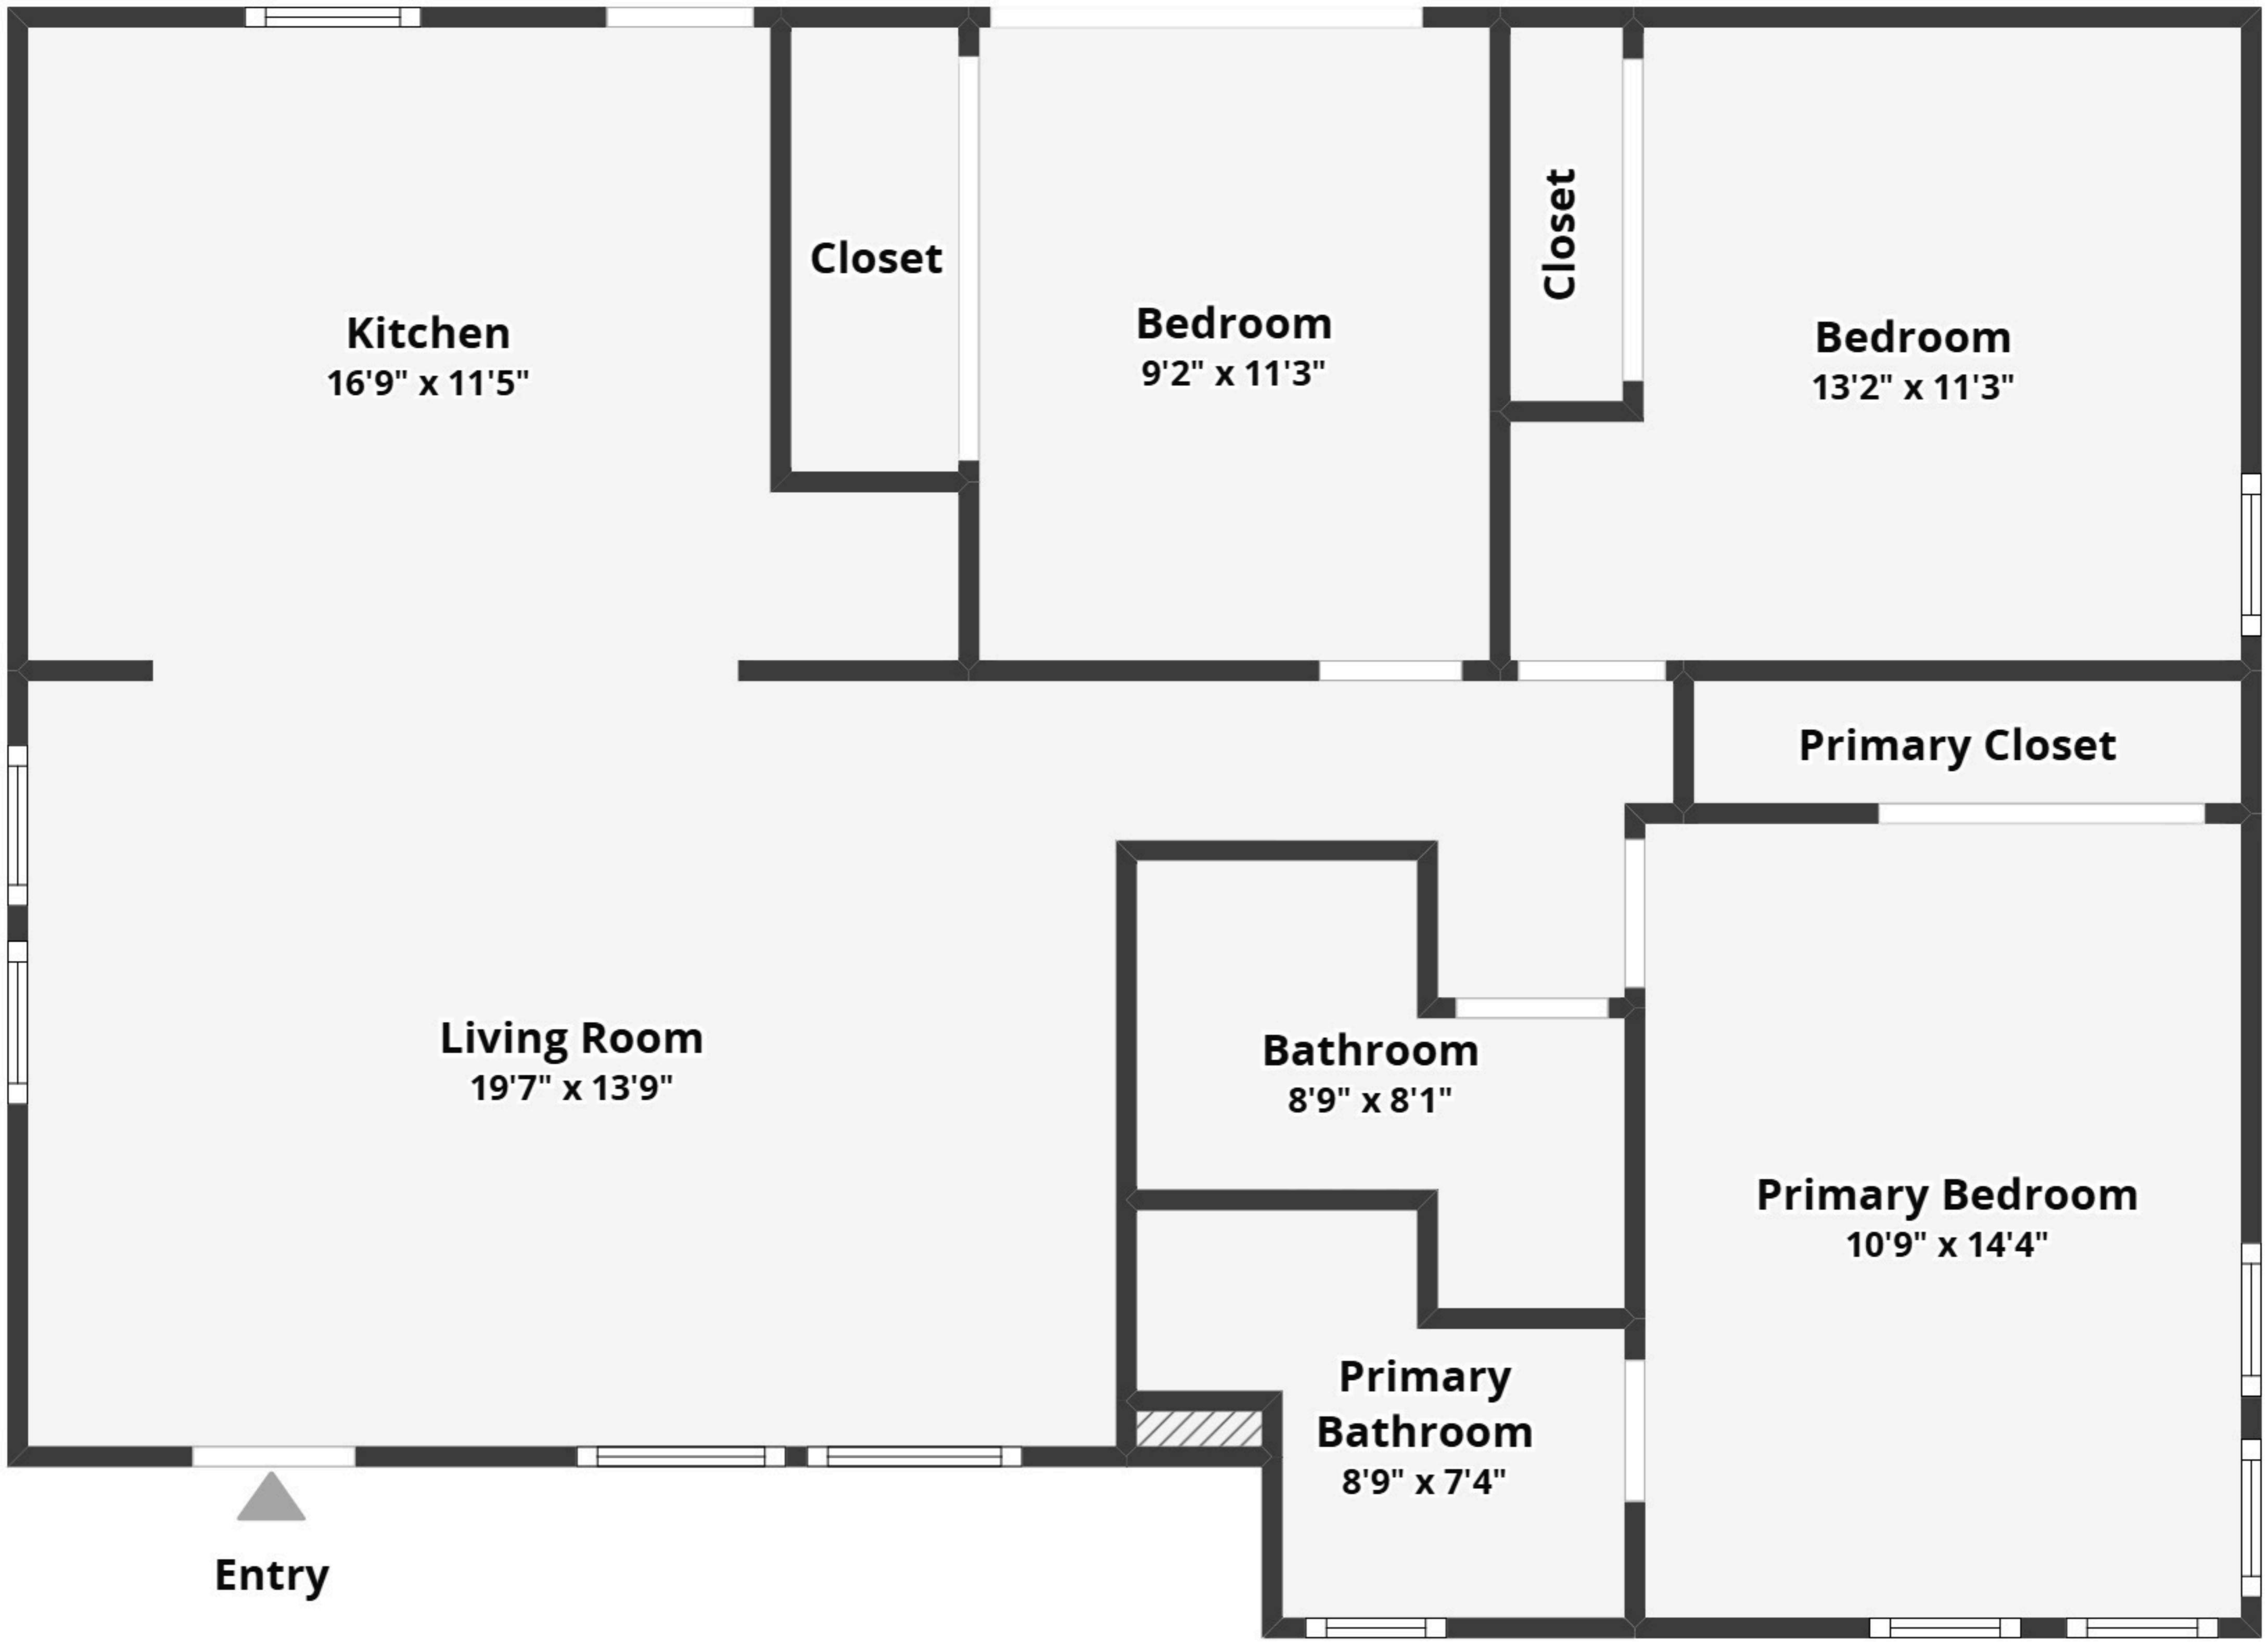 Kitchen
16'9" x 11'5"
Closet
Bedroom
9'2" x 11'3"
Closet
Bedroom
13'2" x 11'3"
Primary Closet
Living Room
19'7" x 13'9"
Bathroom
8'9" x 8'1"
Primary Bedroom
10'9" x 14'4"
Primary
Bathroom
8'9" x 7'4"
Entry